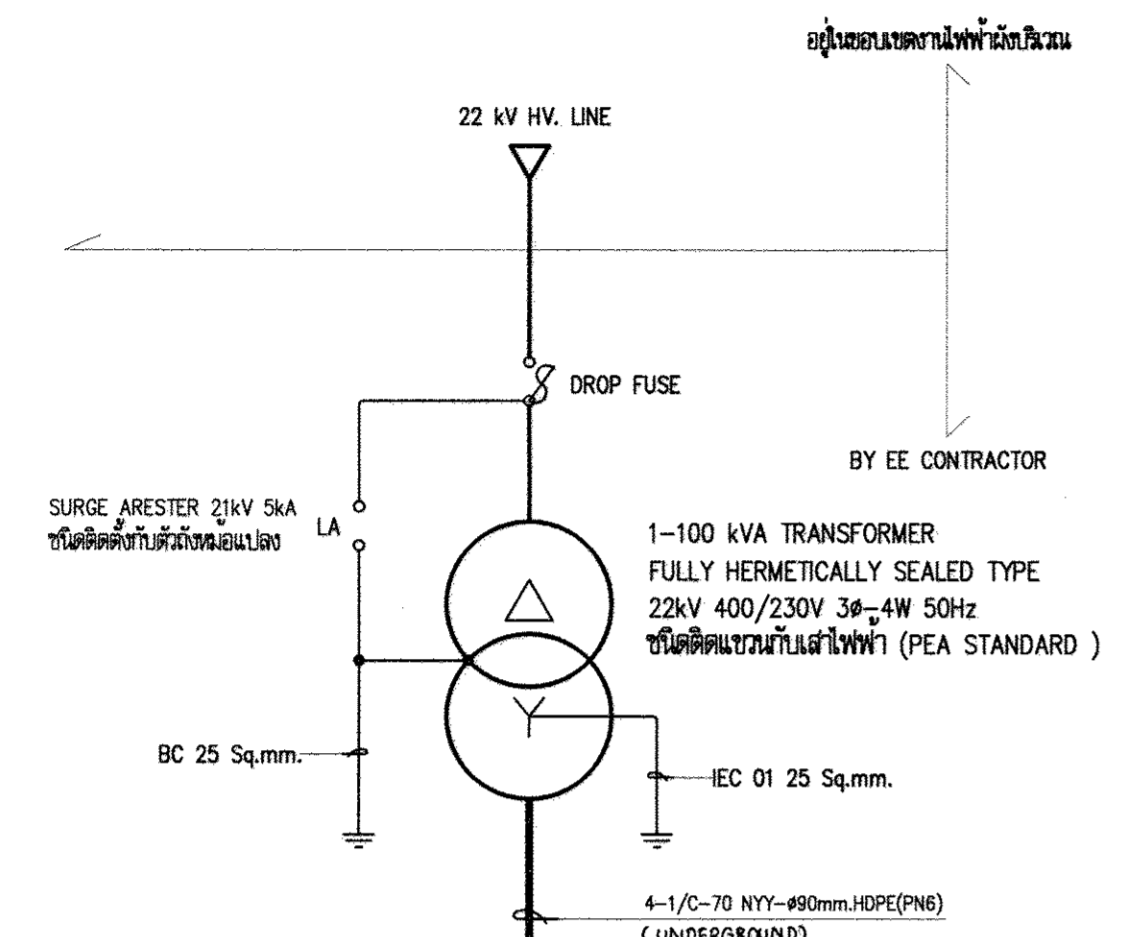 อยู่ในขอบเขตงานไฟฟ้าผังบริเวณ
22 kV HV. LINE
DROP FUSE
BY EE CONTRACTOR
SURGE ARESTER 21kV 5kA
ชนิดติดตั้งกับตัวถังหม้อแปลง
LA
1-100 kVA TRANSFORMER
FULLY HERMETICALLY SEALED TYPE
22kV 400/230V 3ø-4W 50Hz
ชนิดติดแขวนกับเสาไฟฟ้า (PEA STANDARD )
BC 25 Sq.mm.
IEC 01 25 Sq.mm.
4-1/C-70 NYY-ø90mm.HDPE(PN6)
( UNDERGROUND)